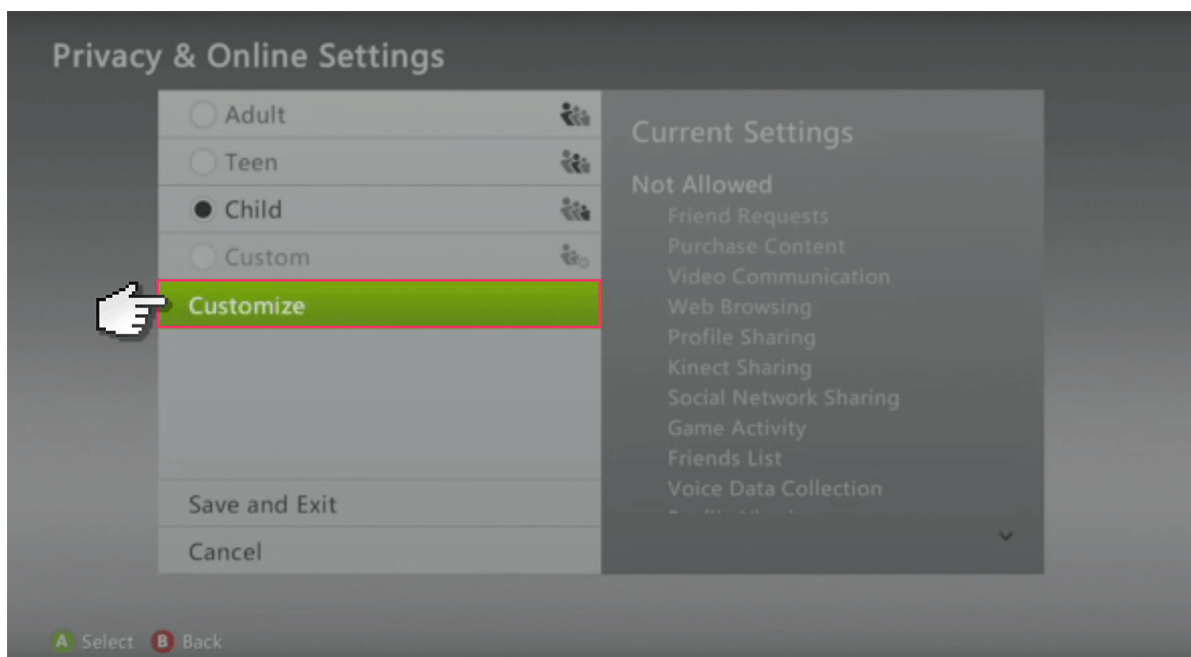 Privacy & Online Settings
Adult
Teen
Child
Custom
Customize
Save and Exit
Cancel
Current Settings
Not Allowed
Friend Requests
Purchase Content
Video Communication
Web Browsing
Profile Sharing
Kinect Sharing
Social Network Sharing
Game Activity
Friends List
Voice Data Collection
A Select B Back